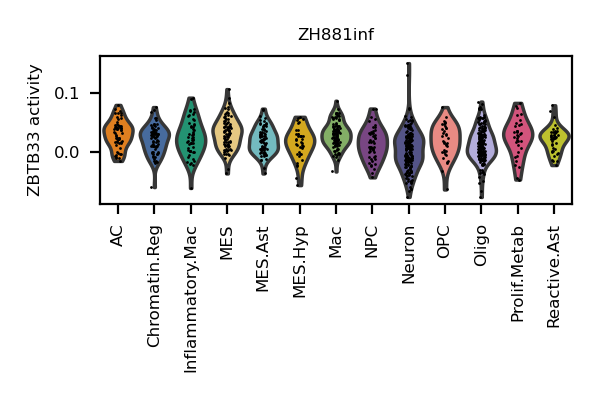 ZH881inf
ZBTB33 activity
0.1
0.0
AC
Chromatin.Reg
Inflammatory.Mac
MES
MES.Ast
MES.Hyp
Mac
NPC
Neuron
OPC
Oligo
Prolif.Metab
Reactive.Ast